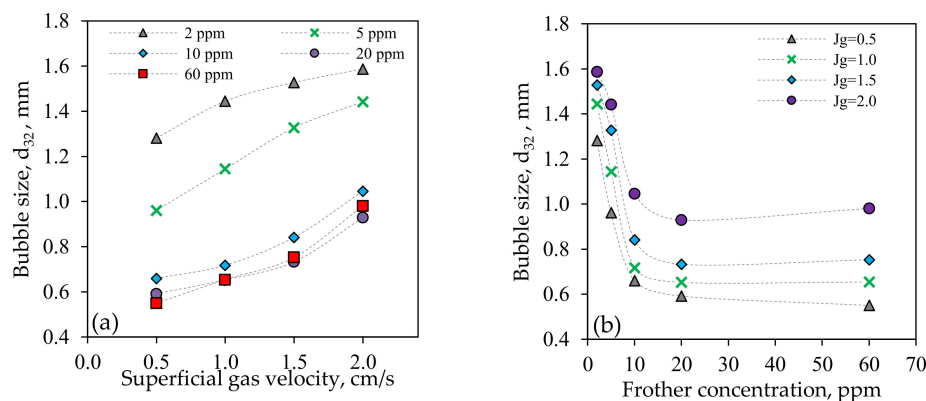 1.8
1.6
1.4
1.2
1.0
0.8
0.6
0.4
0.0 0.5 1.0 1.5 2.0
Bubble size, d32, mm
Superficial gas velocity, cm/s
2 ppm 5 ppm
10 ppm 20 ppm
60 ppm
(a)
1.8
1.6
1.4
1.2
1.0
0.8
0.6
0.4
0 10 20 30 40 50 60 70
Bubble size, d32, mm
Frother concentration, ppm
Jg=0.5
Jg=1.0
Jg=1.5
Jg=2.0
(b)